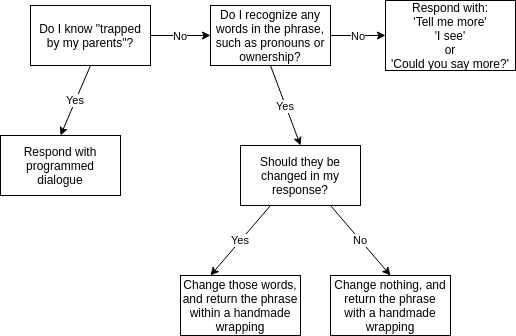 Do I know "trapped
by my parents"?
No
Do I recognize any
words in the phrase,
such as pronouns or
ownership?
No
Respond with:
'Tell me more'
'I see'
or
'Could you say more?'
Yes
Respond with
programmed
dialogue
Yes
Should they be
changed in my
response?
Yes
Change those words,
and return the phrase
within a handmade
wrapping
No
Change nothing, and
return the phrase
with a handmade
wrapping